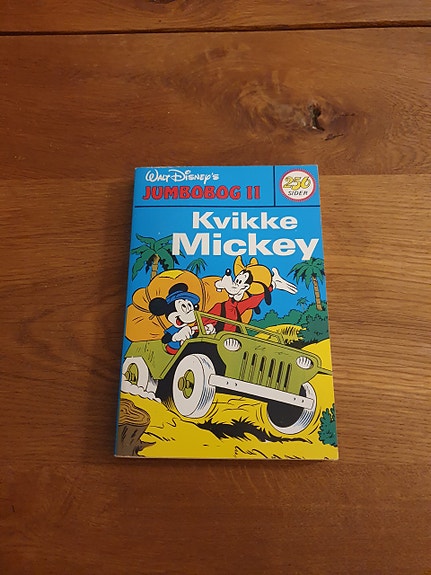 WALT DISNEY'S
JUMBOBOG 11
256
SIDER
Kvikke
Mickey